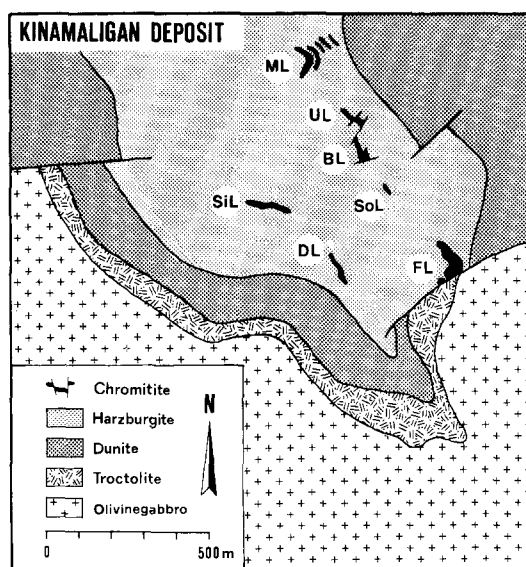 KINAMALIGAN DEPOSIT
ML
UL
BL
SiL
SoL
DL
FL
Chromitite
Harzburgite
Dunite
Troctolite
Olivinegabbro
N
0 500 m